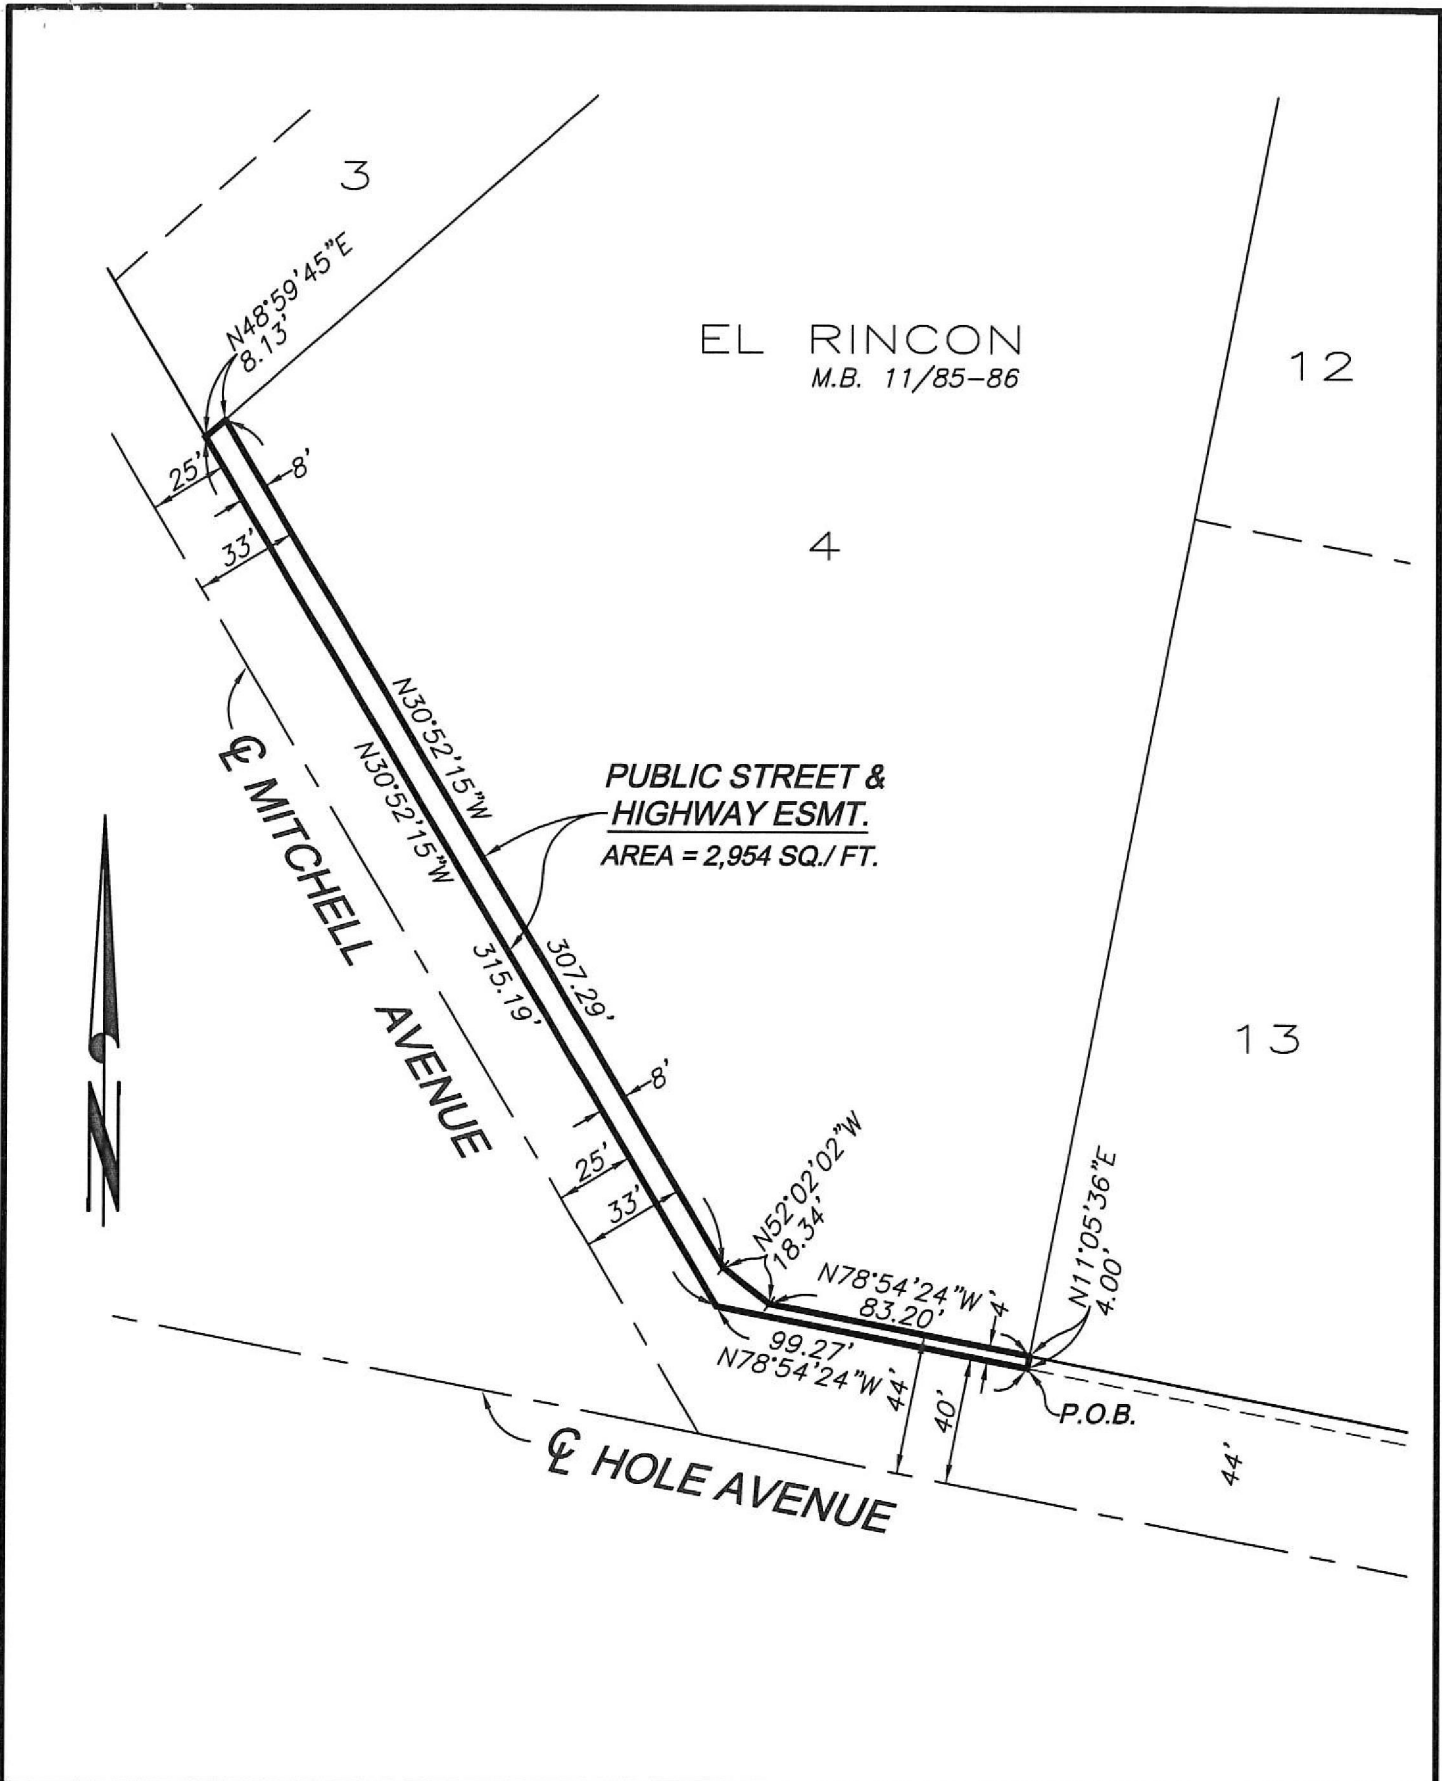 3
N48°59'45"E
8.13'
EL RINCON
M.B. 11/85-86
12
25'
8'
33'
4
N30°52'15"W
N30°52'15"W
℄ MITCHELL AVENUE
PUBLIC STREET &
HIGHWAY ESMT.
AREA = 2,954 SQ./ FT.
315.19'
307.29'
N
13
8'
25'
33'
N52°02'02"W
18.34'
N11°05'36"E
4.00'
N78°54'24"W
83.20'
4'
99.27'
N78°54'24"W
44'
40'
P.O.B.
44'
℄ HOLE AVENUE